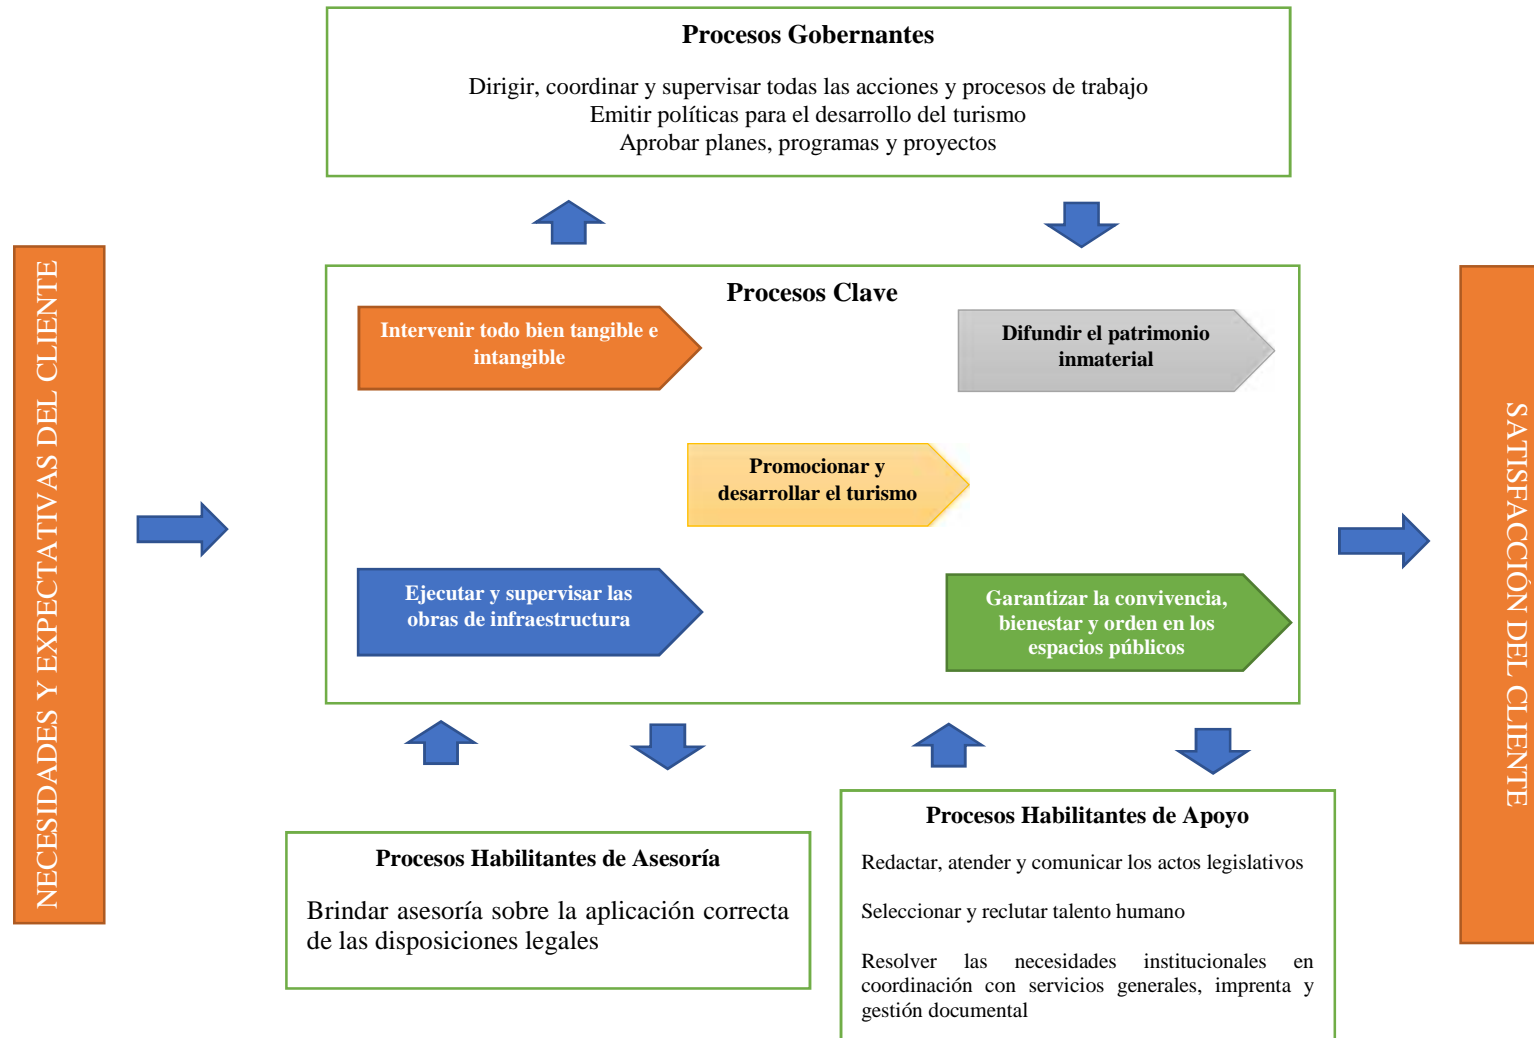 Procesos Gobernantes
Dirigir, coordinar y supervisar todas las acciones y procesos de trabajo
Emitir políticas para el desarrollo del turismo
Aprobar planes, programas y proyectos
NECESIDADES Y EXPECTATIVAS DEL CLIENTE
Procesos Clave
Intervenir todo bien tangible e
intangible
Difundir el patrimonio
inmaterial
Promocionar y
desarrollar el turismo
Ejecutar y supervisar las
obras de infraestructura
Garantizar la convivencia,
bienestar y orden en los
espacios públicos
SATISFACCIÓN DEL CLIENTE
Procesos Habilitantes de Asesoría
Brindar asesoría sobre la aplicación correcta
de las disposiciones legales
Procesos Habilitantes de Apoyo
Redactar, atender y comunicar los actos legislativos
Seleccionar y reclutar talento humano
Resolver las necesidades institucionales en
coordinación con servicios generales, imprenta y
gestión documental